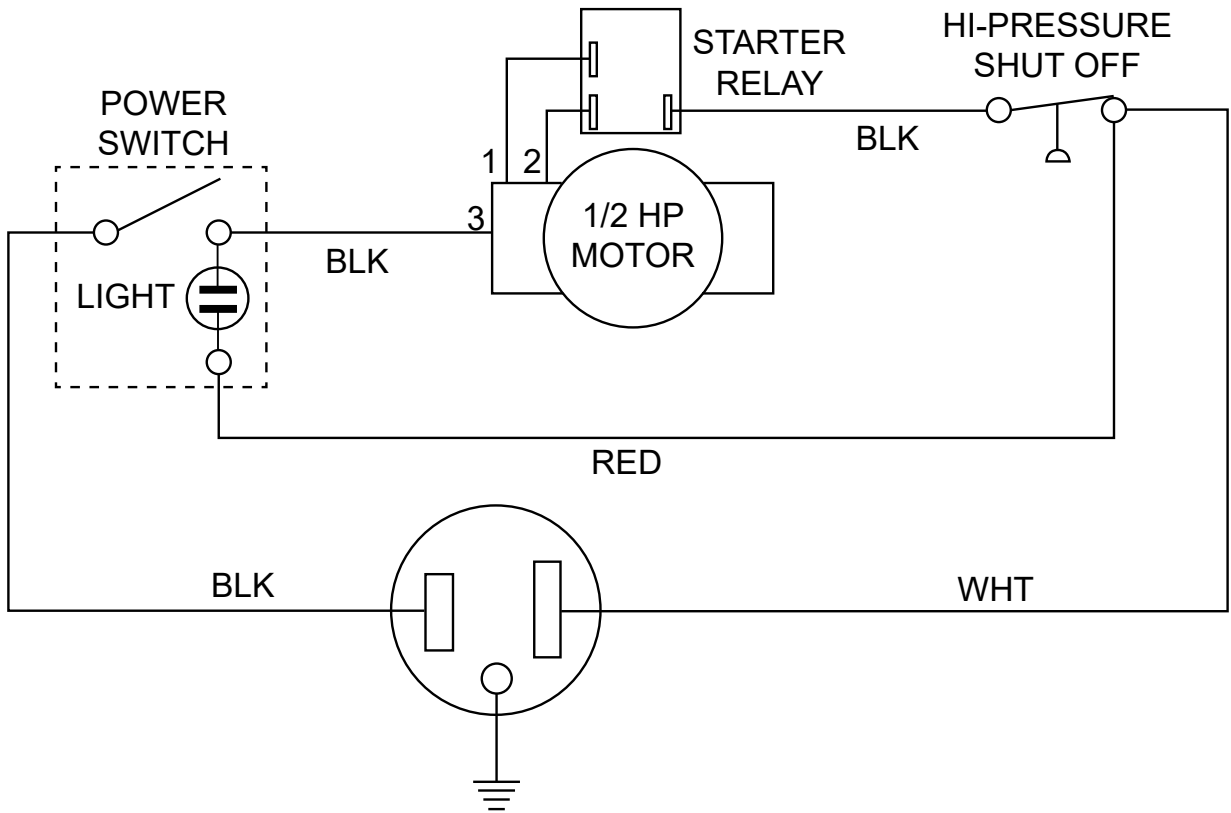 HI-PRESSURE
SHUT OFF
STARTER
RELAY
POWER
SWITCH
BLK
1
2
3
1/2 HP
MOTOR
BLK
LIGHT
RED
BLK
WHT